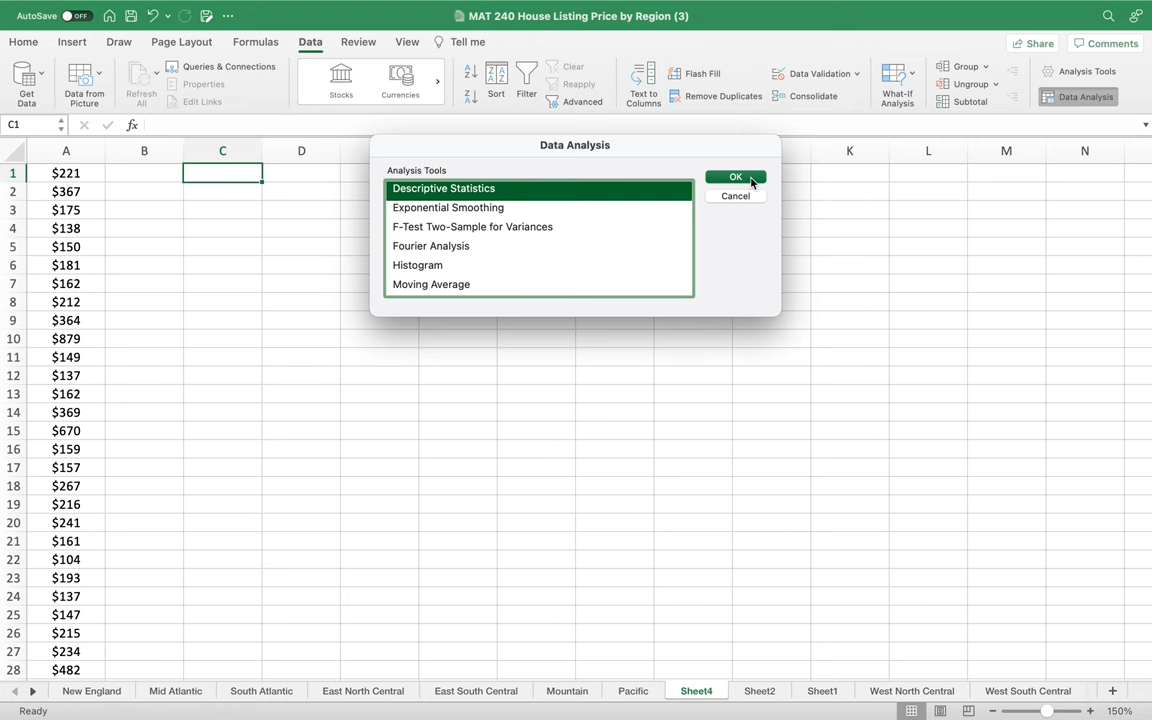 AutoSave OFF MAT 240 House Listing Price by Region (3)
Home Insert Draw Page Layout Formulas Data Review View Tell me Share Comments
Get Data
Data from Picture
Refresh All
Queries & Connections
Properties
Edit Links
Stocks
Currencies
Sort
Filter
Clear
Reapply
Advanced
Text to Columns
Flash Fill
Remove Duplicates
Data Validation
Consolidate
What-If Analysis
Group
Ungroup
Subtotal
Analysis Tools
Data Analysis
C1 fx
A B C D K L M N
Data Analysis
Analysis Tools
Descriptive Statistics
Exponential Smoothing
F-Test Two-Sample for Variances
Fourier Analysis
Histogram
Moving Average
OK
Cancel
1 $221
2 $367
3 $175
4 $138
5 $150
6 $181
7 $162
8 $212
9 $364
10 $879
11 $149
12 $137
13 $162
14 $369
15 $670
16 $159
17 $157
18 $267
19 $216
20 $241
21 $161
22 $104
23 $193
24 $137
25 $147
26 $215
27 $234
28 $482
New England Mid Atlantic South Atlantic East North Central East South Central Mountain Pacific Sheet4 Sheet2 Sheet1 West North Central West South Central +
Ready 150%